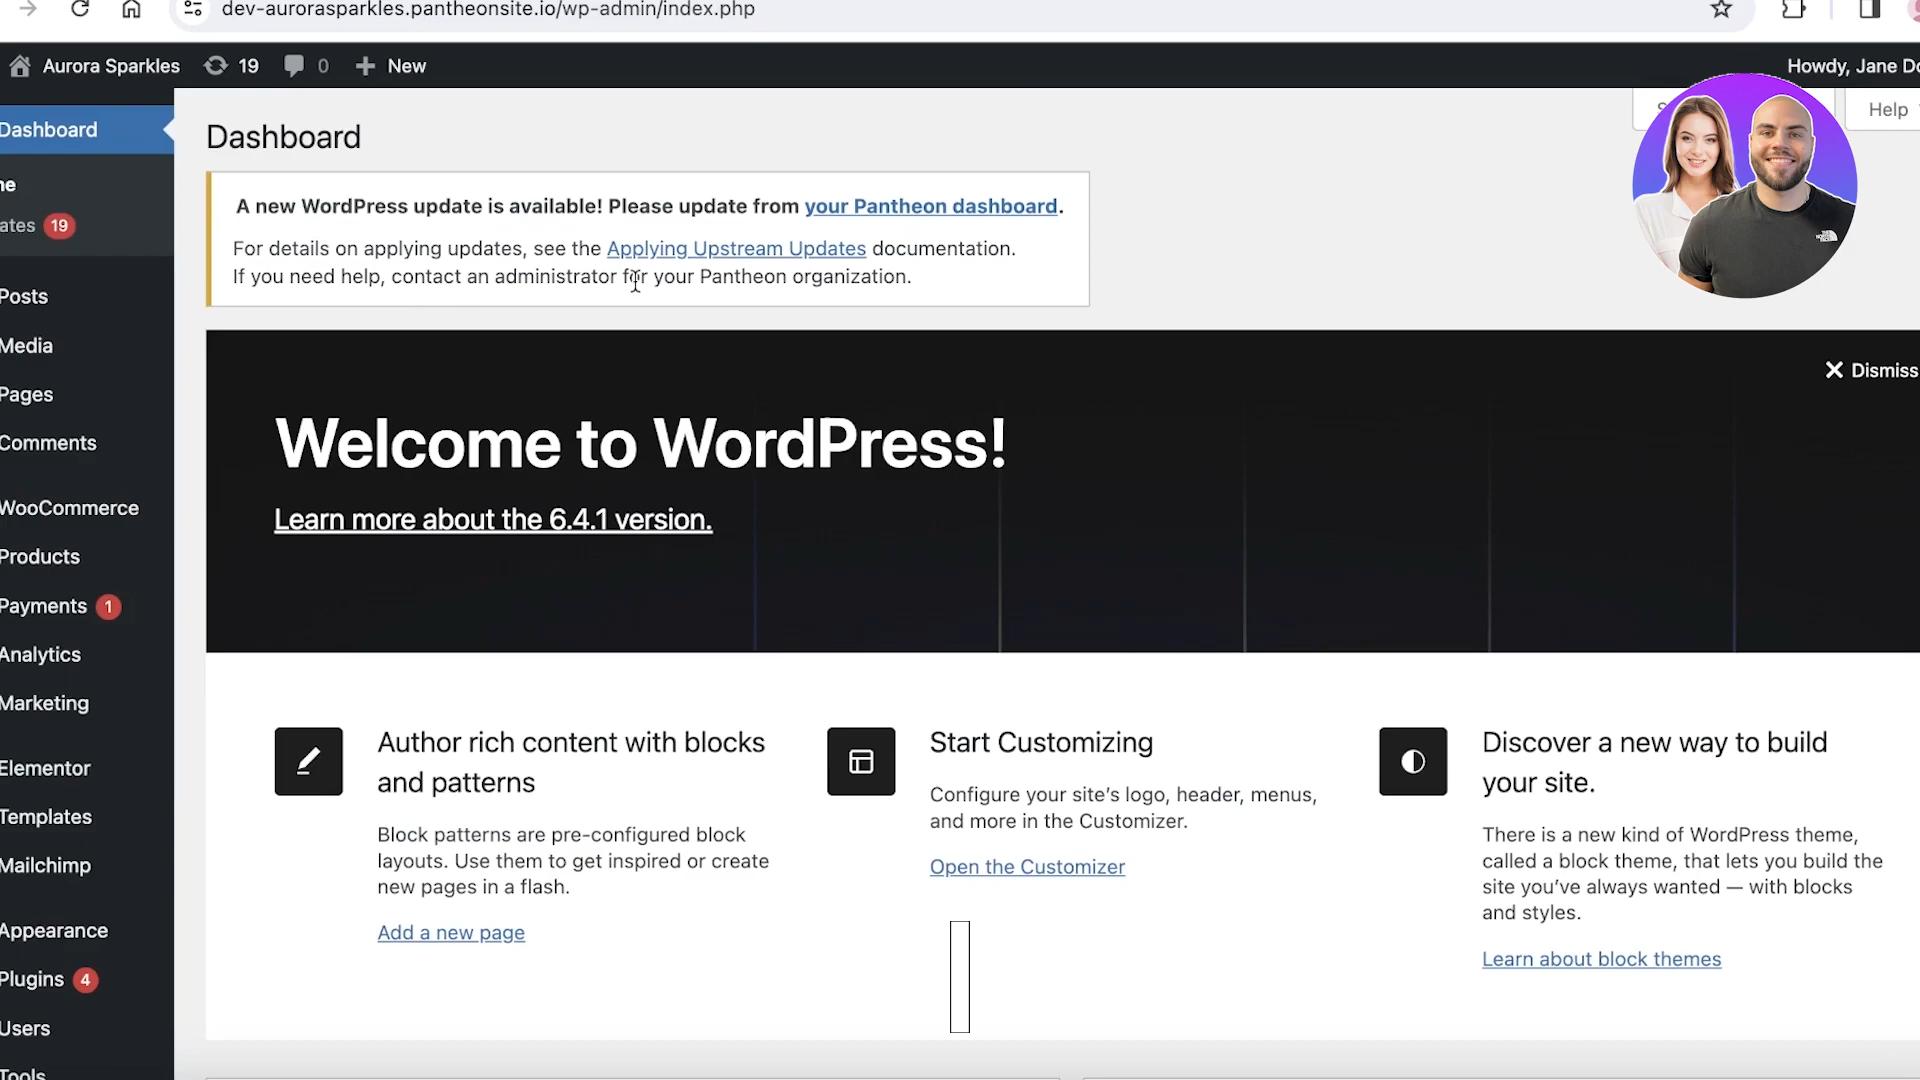 dev-aurorasparkles.pantheonsite.io/wp-admin/index.php
Aurora Sparkles 19 0 New
Howdy, Jane Do
Help
Dashboard
me
ates 19
Posts
Media
Pages
Comments
WooCommerce
Products
Payments 1
Analytics
Marketing
Elementor
Templates
Mailchimp
Appearance
Plugins 4
Users
Tools
Dashboard
A new WordPress update is available! Please update from your Pantheon dashboard.
For details on applying updates, see the Applying Upstream Updates documentation.
If you need help, contact an administrator for your Pantheon organization.
Dismiss
Welcome to WordPress!
Learn more about the 6.4.1 version.
Author rich content with blocks
and patterns
Block patterns are pre-configured block
layouts. Use them to get inspired or create
new pages in a flash.
Add a new page
Start Customizing
Configure your site’s logo, header, menus,
and more in the Customizer.
Open the Customizer
Discover a new way to build
your site.
There is a new kind of WordPress theme,
called a block theme, that lets you build the
site you’ve always wanted — with blocks
and styles.
Learn about block themes